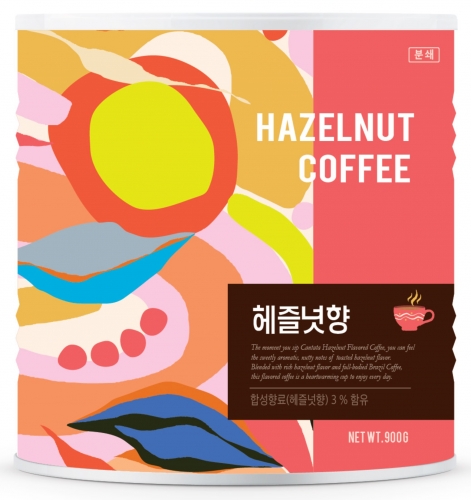 분쇄
HAZELNUT
COFFEE
헤즐넛향
The moment you sip Cantata Hazelnut Flavored Coffee, you can feel
the sweetly aromatic, nutty notes of toasted hazelnut flavor.
Blended with rich hazelnut flavor and full-bodied Brazil Coffee,
this flavored coffee is a heartwarming cup to enjoy every day.
합성향료(헤즐넛향) 3 % 함유
NET WT. 900G